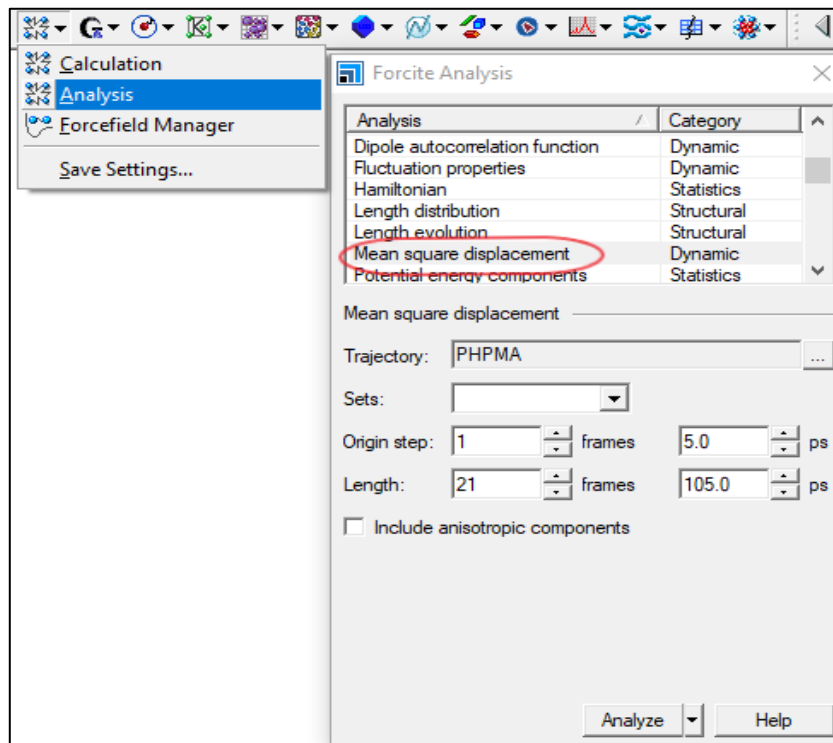 Calculation
Analysis
Forcefield Manager
Save Settings...
Forcite Analysis
Analysis Category
Dipole autocorrelation function Dynamic
Fluctuation properties Dynamic
Hamiltonian Statistics
Length distribution Structural
Length evolution Structural
Mean square displacement Dynamic
Potential energy components Statistics
Mean square displacement
Trajectory: PHPMA ...
Sets:
Origin step: 1 frames 5.0 ps
Length: 21 frames 105.0 ps
Include anisotropic components
Analyze Help